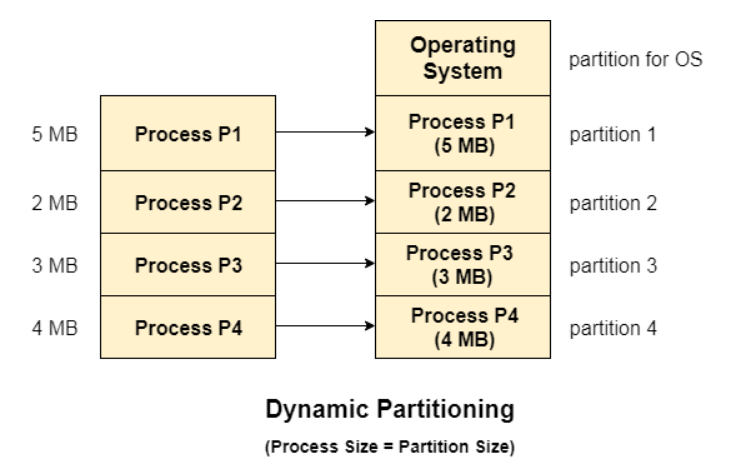 Operating
System
partition for OS
5 MB
Process P1
Process P1
(5 MB)
partition 1
2 MB
Process P2
Process P2
(2 MB)
partition 2
3 MB
Process P3
Process P3
(3 MB)
partition 3
4 MB
Process P4
Process P4
(4 MB)
partition 4
Dynamic Partitioning
(Process Size = Partition Size)